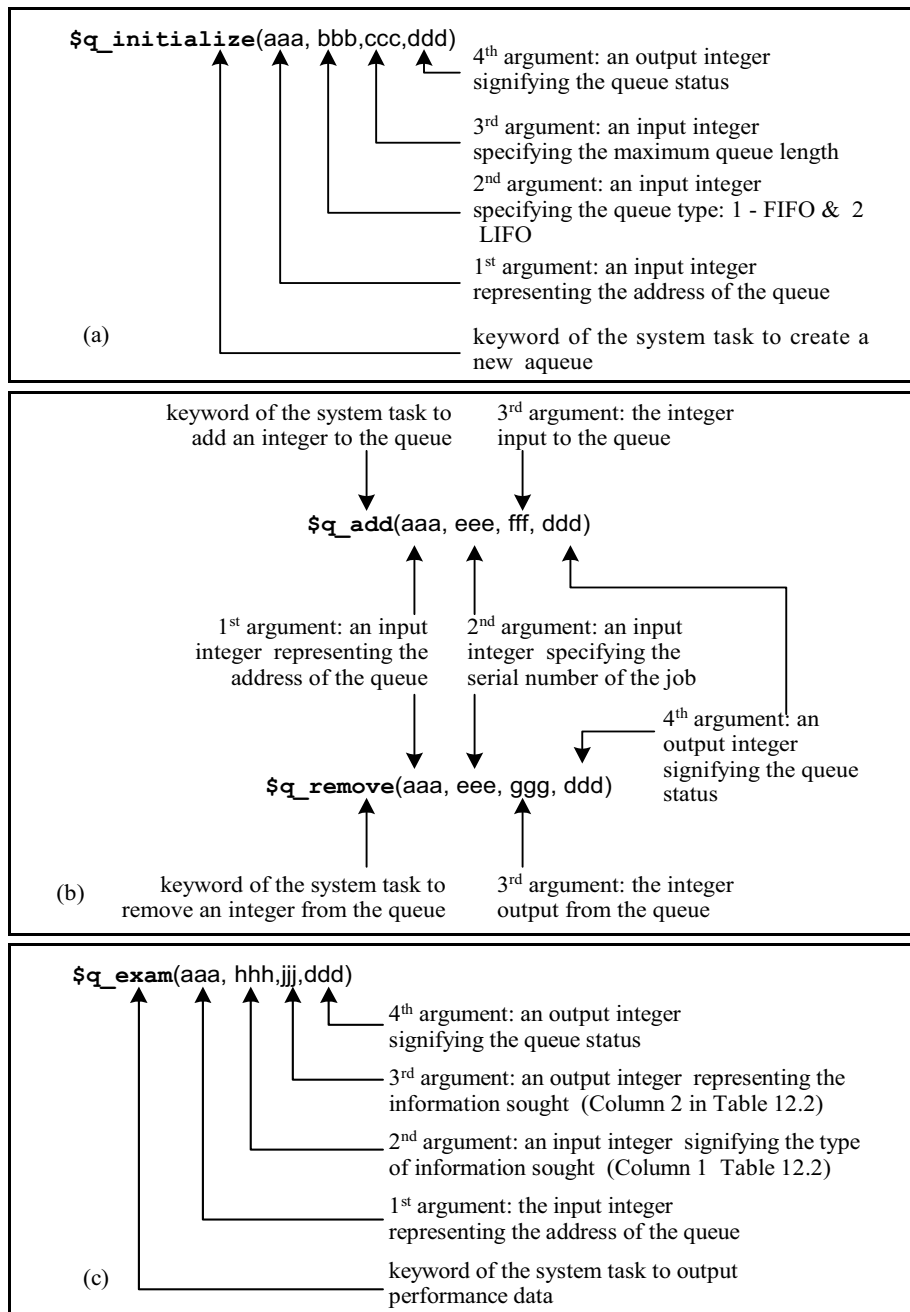 $q_initialize(aaa, bbb,ccc,ddd)
4th argument: an output integer
signifying the queue status
3rd argument: an input integer
specifying the maximum queue length
2nd argument: an input integer
specifying the queue type: 1 - FIFO & 2
LIFO
1st argument: an input integer
representing the address of the queue
(a)
keyword of the system task to create a
new aqueue
keyword of the system task to
add an integer to the queue
3rd argument: the integer
input to the queue
$q_add(aaa, eee, fff, ddd)
1st argument: an input
integer representing the
address of the queue
2nd argument: an input
integer specifying the
serial number of the job
4th argument: an
output integer
signifying the queue
status
$q_remove(aaa, eee, ggg, ddd)
(b)
keyword of the system task to
remove an integer from the queue
3rd argument: the integer
output from the queue
$q_exam(aaa, hhh,jjj,ddd)
4th argument: an output integer
signifying the queue status
3rd argument: an output integer representing the
information sought (Column 2 in Table 12.2)
2nd argument: an input integer signifying the type
of information sought (Column 1 Table 12.2)
1st argument: the input integer
representing the address of the queue
(c)
keyword of the system task to output
performance data